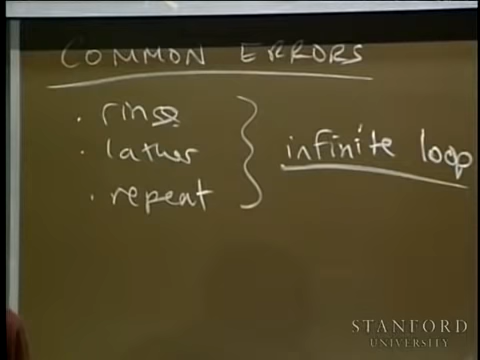 COMMON ERRORS
· rinse
· lather
· repeat
} infinite loop
STANFORD
UNIVERSITY